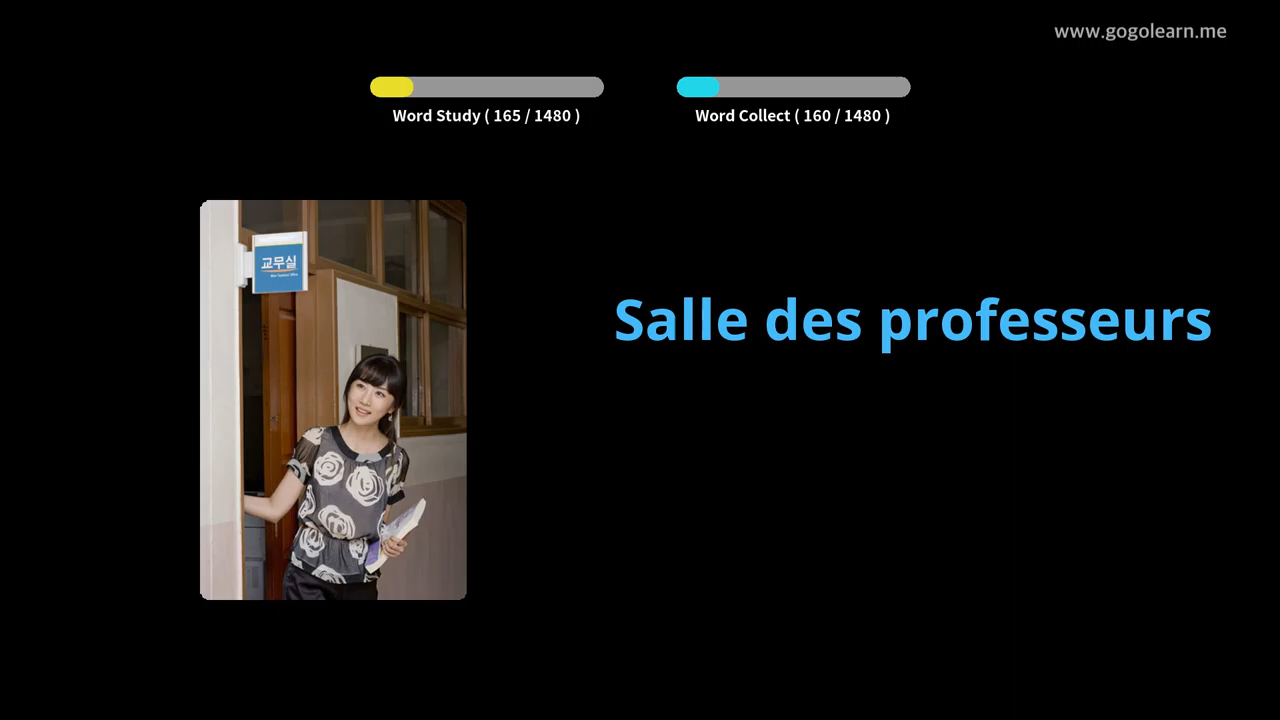 www.gogolearn.me
Word Study ( 165 / 1480 )
Word Collect ( 160 / 1480 )
교무실
Salle des professeurs